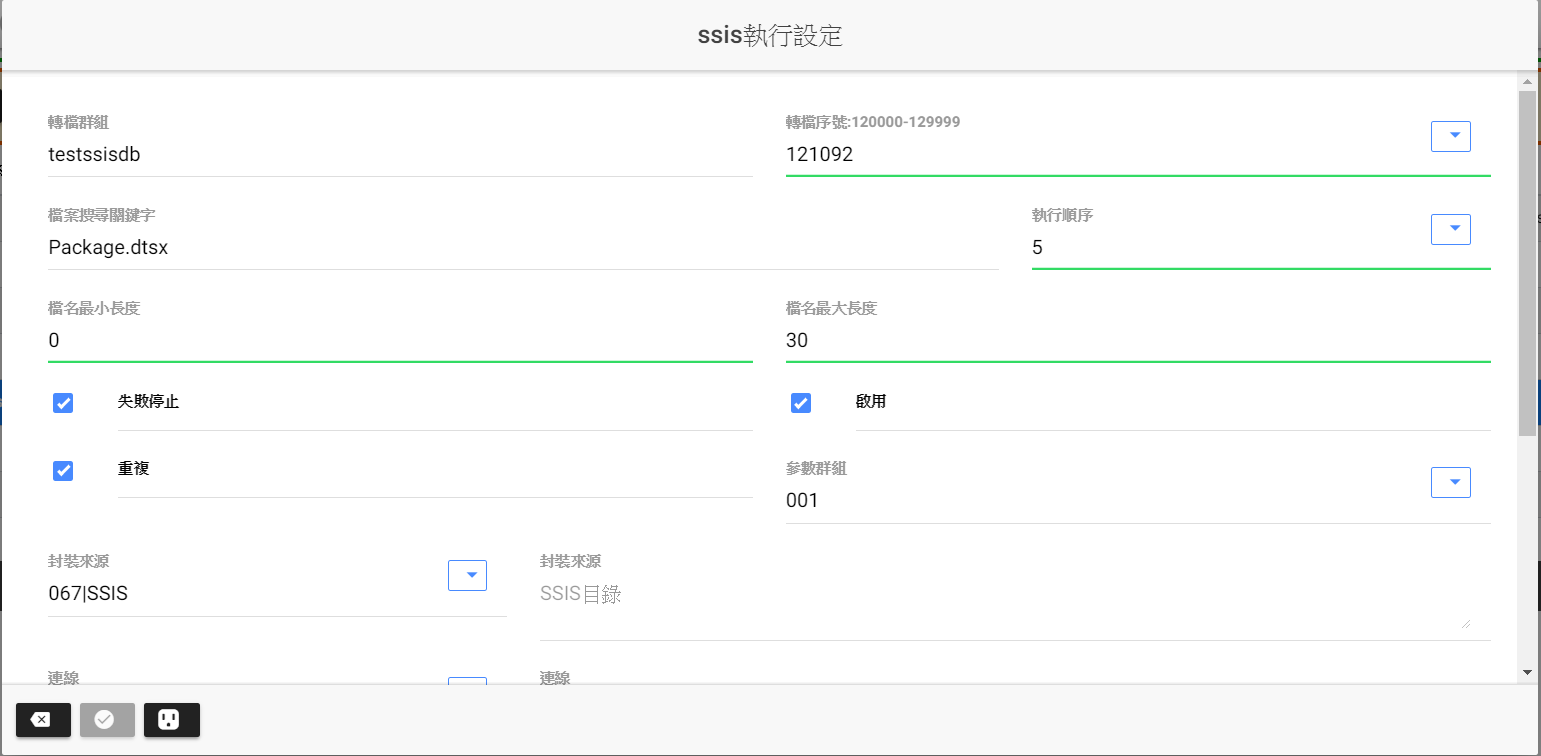 ssis執行設定
轉檔群組
testssisdb
轉檔序號:120000-129999
121092
檔案搜尋關鍵字
Package.dtsx
執行順序
5
檔名最小長度
0
檔名最大長度
30
失敗停止
啟用
重複
參數群組
001
封裝來源
067|SSIS
封裝來源
SSIS目錄
連線
連線